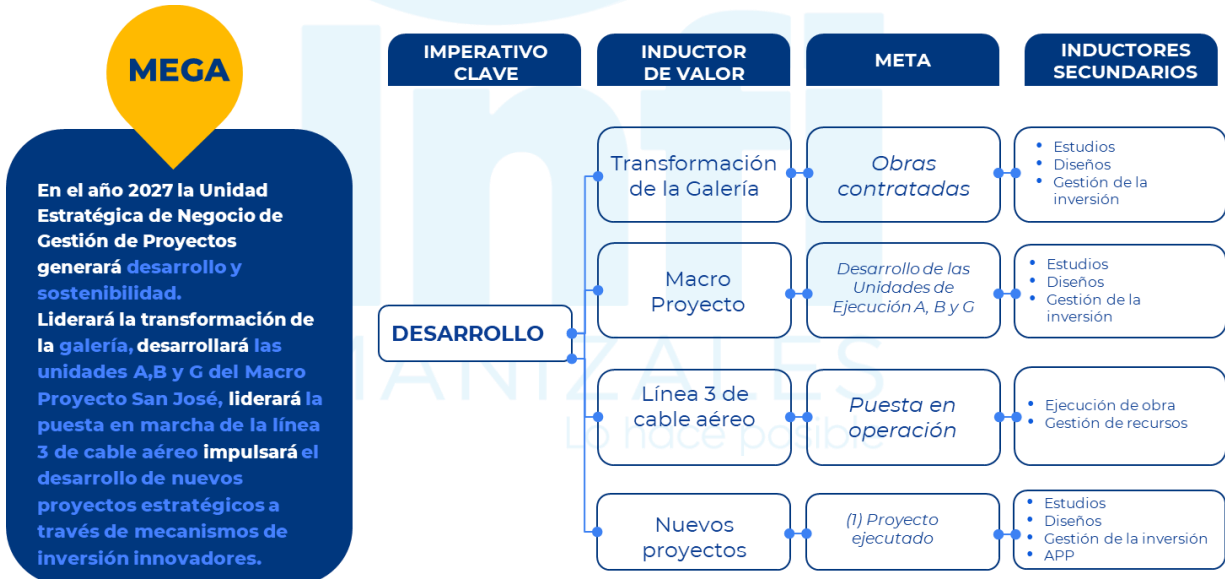 MEGA
En el año 2027 la Unidad
Estratégica de Negocio de
Gestión de Proyectos
generará desarrollo y
sostenibilidad.
Liderará la transformación de
la galería, desarrollará las
unidades A,B y G del Macro
Proyecto San José, liderará la
puesta en marcha de la línea
3 de cable aéreo impulsará el
desarrollo de nuevos
proyectos estratégicos a
través de mecanismos de
inversión innovadores.
IMPERATIVO
CLAVE
INDUCTOR
DE VALOR
META
INDUCTORES
SECUNDARIOS
DESARROLLO
Transformación
de la Galería
Obras
contratadas
• Estudios
• Diseños
• Gestión de la
inversión
Macro
Proyecto
Desarrollo de las
Unidades de
Ejecución A, B y G
• Estudios
• Diseños
• Gestión de la
inversión
Línea 3 de
cable aéreo
Puesta en
operación
• Ejecución de obra
• Gestión de recursos
Nuevos
proyectos
(1) Proyecto
ejecutado
• Estudios
• Diseños
• Gestión de la inversión
• APP
Infi
MANIZALES
Lo hace posible